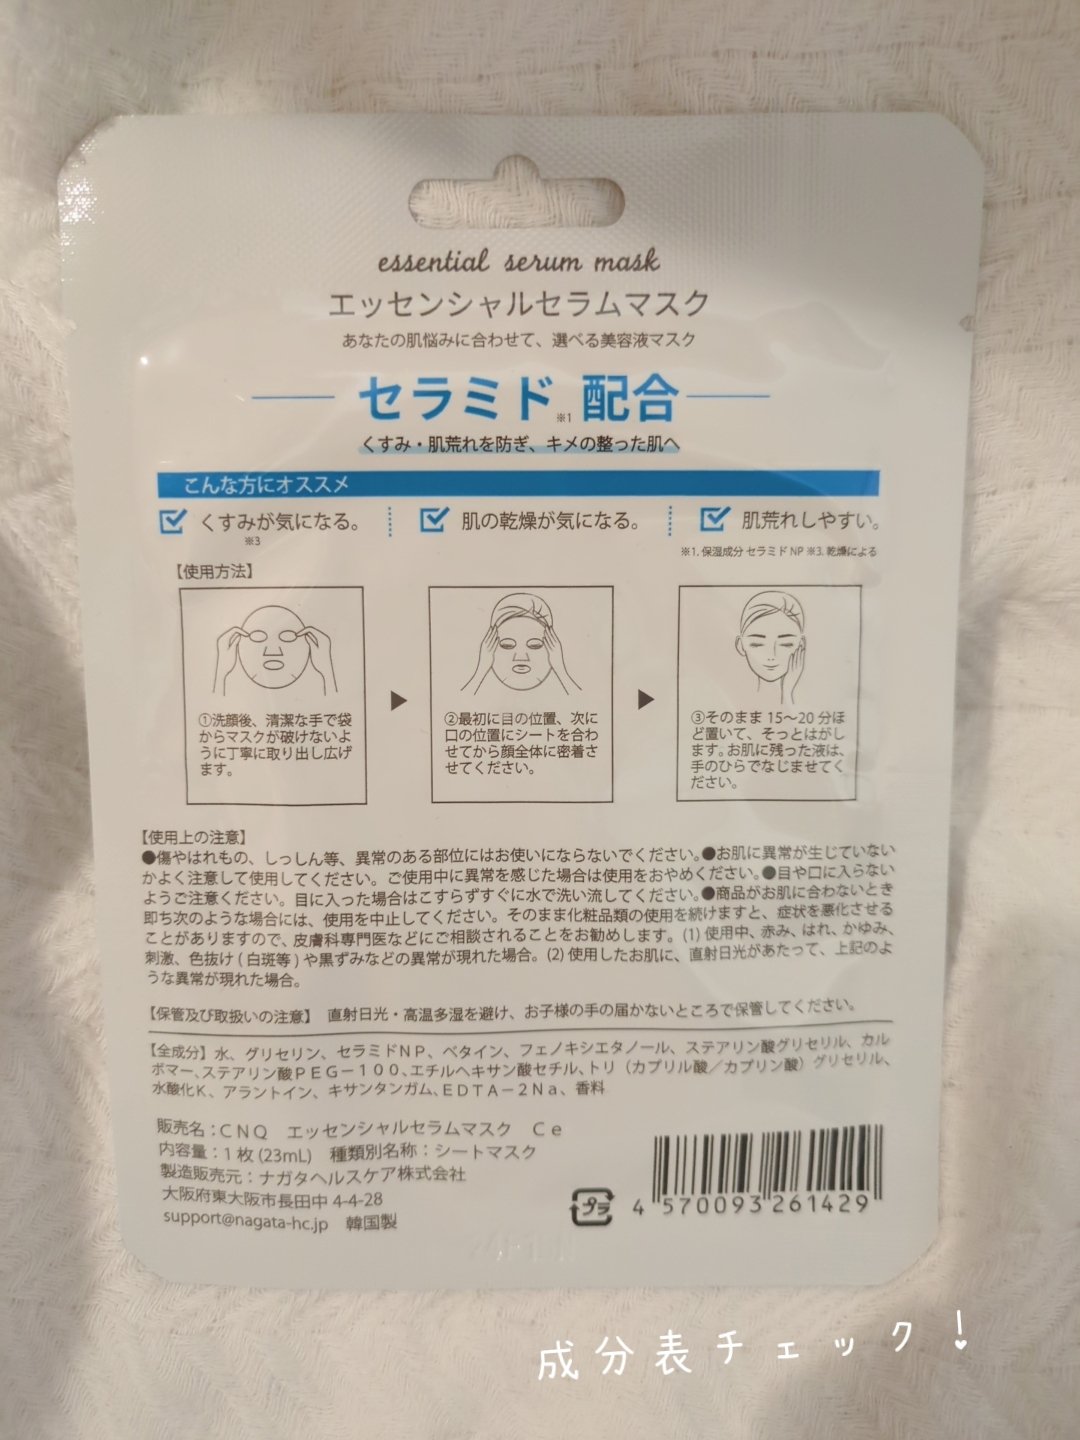 essential serum mask
エッセンシャルセラムマスク
あなたの肌悩みに合わせて、選べる美容液マスク
セラミド※1 配合
くすみ・肌荒れを防ぎ、キメの整った肌へ
こんな方にオススメ
くすみが気になる。 肌の乾燥が気になる。 肌荒れしやすい。
※3
※1. 保湿成分 セラミド NP ※3. 乾燥による
【使用方法】
①洗顔後、清潔な手で袋
からマスクが破けないよ
うに丁寧に取り出し広げ
ます。
②最初に目の位置、次に
口の位置にシートを合わ
せてから顔全体に密着さ
せてください。
③そのまま 15〜20 分ほ
ど置いて、そっとはがし
ます。お肌に残った液は、
手のひらでなじませてく
ださい。
【使用上の注意】
●傷やはれもの、しっしん等、異常のある部位にはお使いにならないでください。●お肌に異常が生じていない
かよく注意して使用してください。ご使用中に異常を感じた場合は使用をおやめください。●目や口に入らない
ようご注意ください。目に入った場合はこすらずすぐに水で洗い流してください。●商品がお肌に合わないとき
即ち次のような場合には、使用を中止してください。そのまま化粧品類の使用を続けますと、症状を悪化させる
ことがありますので、皮膚科専門医などにご相談されることをお勧めします。(1) 使用中、赤み、はれ、かゆみ、
刺激、色抜け ( 白斑等 ) や黒ずみなどの異常が現れた場合。(2) 使用したお肌に、直射日光があたって、上記のよ
うな異常が現れた場合。
【保管及び取扱いの注意】 直射日光・高温多湿を避け、お子様の手の届かないところで保管してください。
【全成分】水、グリセリン、セラミドNP、ベタイン、フェノキシエタノール、ステアリン酸グリセリル、カル
ボマー、ステアリン酸PEG－100、エチルヘキサン酸セチル、トリ（カプリル酸／カプリン酸）グリセリル、
水酸化K、アラントイン、キサンタンガム、EDTA－2Na、香料
販売名：CNQ エッセンシャルセラムマスク Ce
内容量：1 枚 (23mL) 種類別名称：シートマスク
製造販売元：ナガタヘルスケア株式会社
大阪府東大阪市長田中 4-4-28
support@nagata-hc.jp 韓国製
プラ
4 570093 261429
成分表チェック！